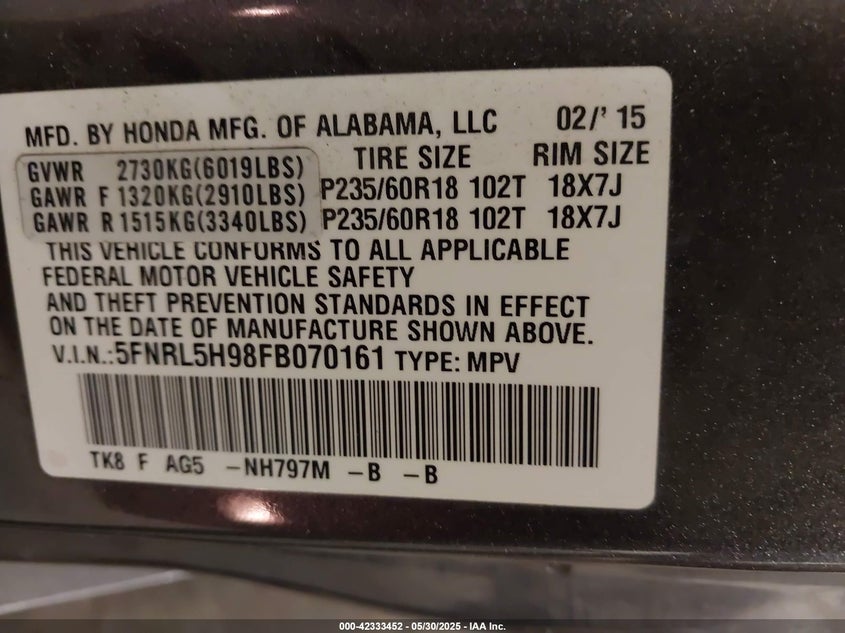 MFD. BY HONDA MFG. OF ALABAMA, LLC 02/' 15
TIRE SIZE RIM SIZE
GVWR 2730KG(6019LBS)
GAWR F 1320KG(2910LBS) P235/60R18 102T 18X7J
GAWR R 1515KG(3340LBS) P235/60R18 102T 18X7J
THIS VEHICLE CONFORMS TO ALL APPLICABLE
FEDERAL MOTOR VEHICLE SAFETY
AND THEFT PREVENTION STANDARDS IN EFFECT
ON THE DATE OF MANUFACTURE SHOWN ABOVE.
V.I.N.:5FNRL5H98FB070161 TYPE: MPV
TK8 F AG5 -NH797M -B -B
000-42333452 - 05/30/2025 - IAA Inc.